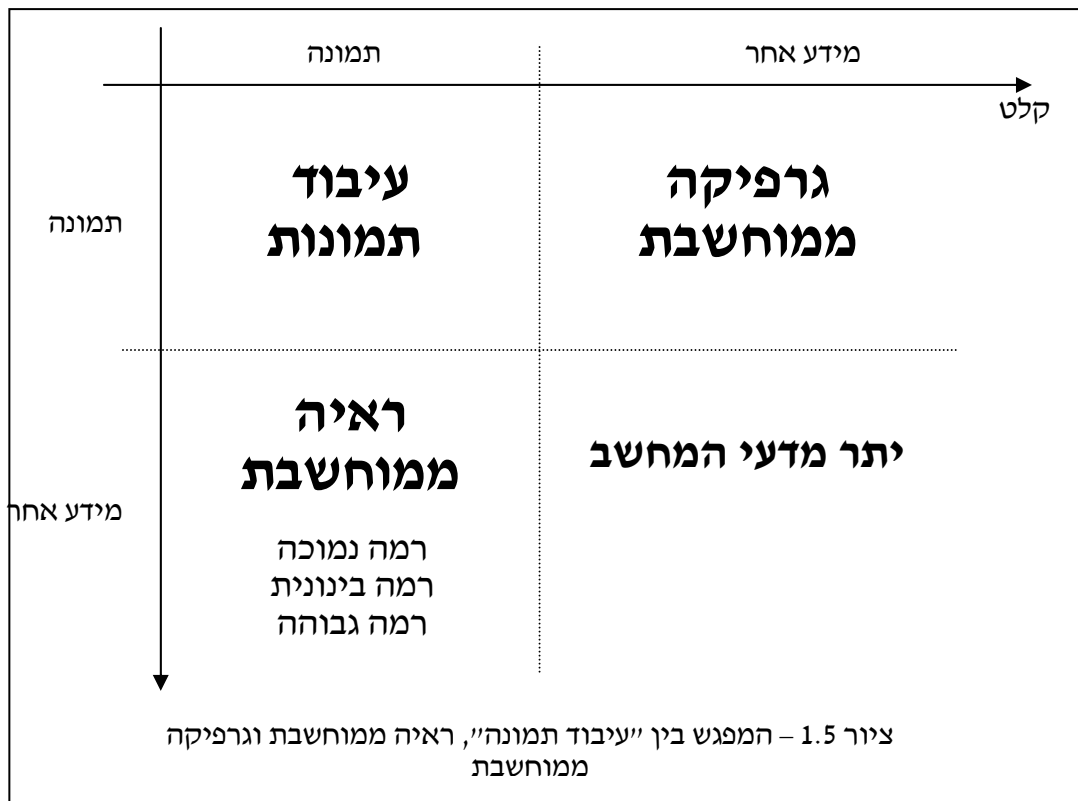 מידע אחר
תמונה
קלט
גרפיקה
ממוחשבת
עיבוד
תמונות
תמונה
יתר מדעי המחשב
ראיה
ממוחשבת
רמה נמוכה
רמה בינונית
רמה גבוהה
מידע אחר
ציור 1.5 – המפגש בין "עיבוד תמונה", ראיה ממוחשבת וגרפיקה
ממוחשבת